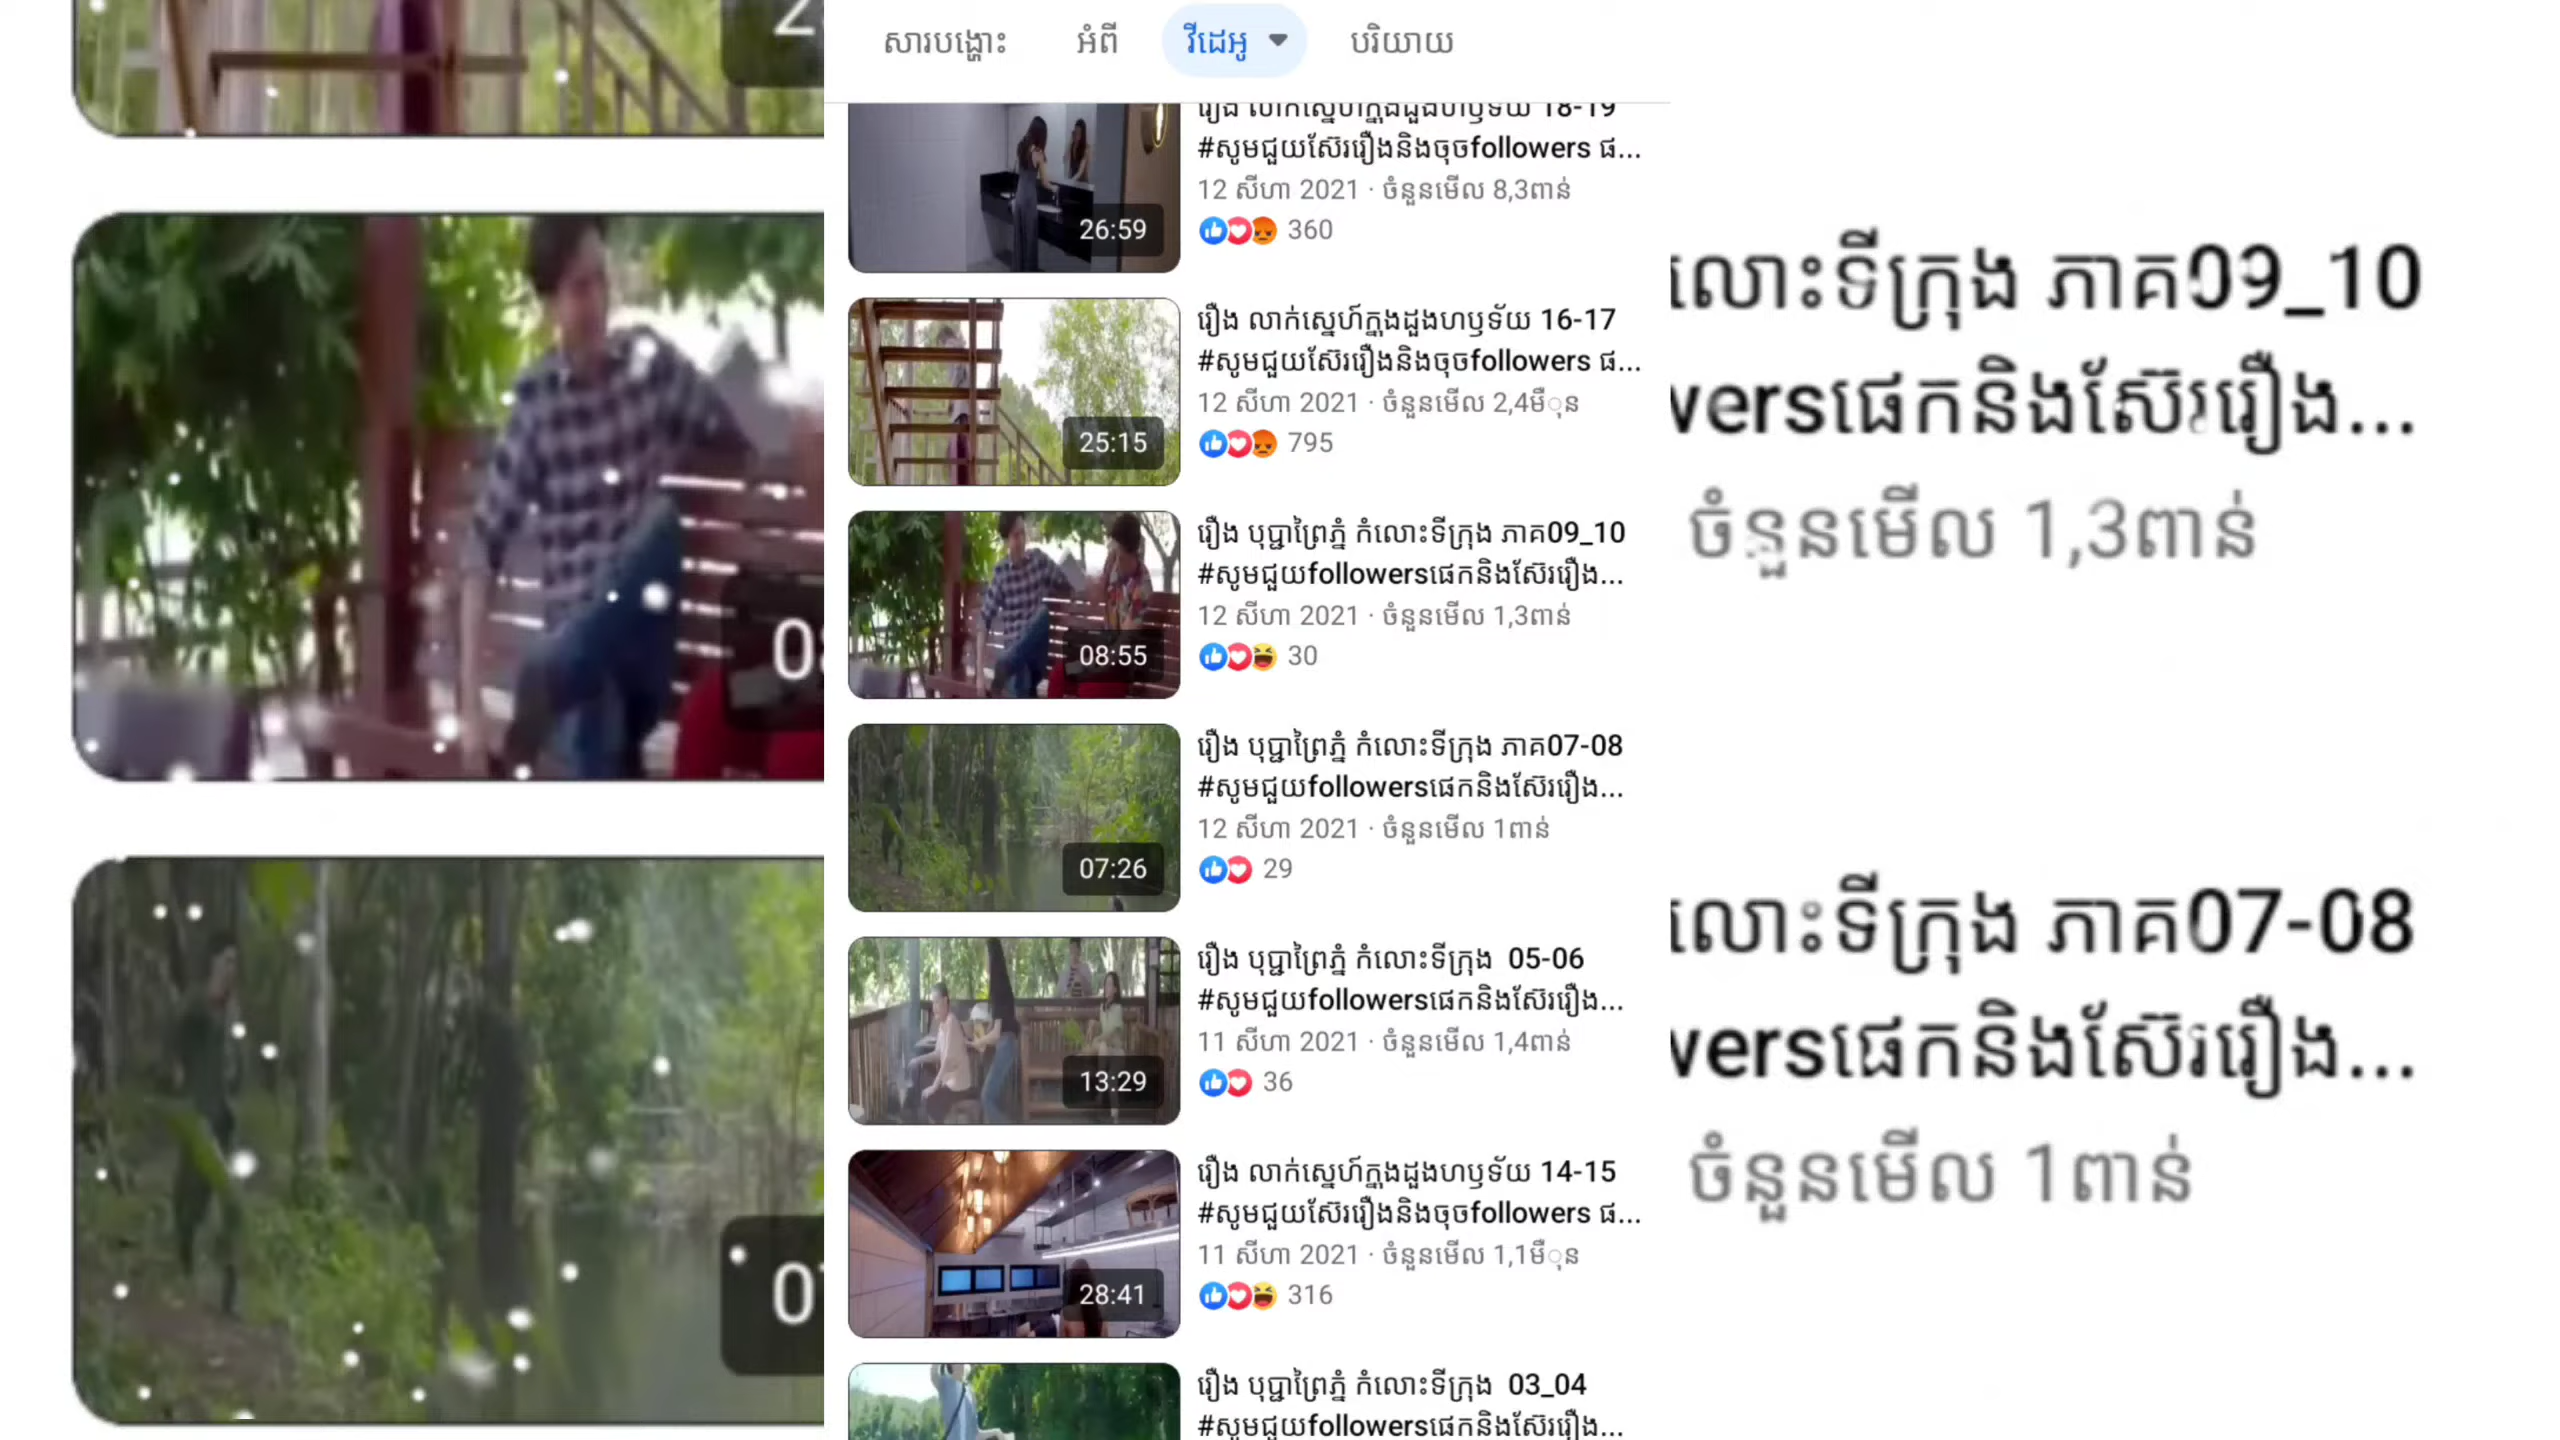 សារបង្ហោះ
អំពី
វីដេអូ
បរិយាយ
រឿង លាក់ស្នេហ៍ក្នុងដួងហឫទ័យ 18-19
#សូមជួយស៊ែររឿងនិងចុចfollowers ផ...
12 សីហា 2021 · ចំនួនមើល 8,3ពាន់
26:59
360
រឿង លាក់ស្នេហ៍ក្នុងដួងហឫទ័យ 16-17
#សូមជួយស៊ែររឿងនិងចុចfollowers ផ...
12 សីហា 2021 · ចំនួនមើល 2,4មឺុន
25:15
795
រឿង បុប្ផាព្រៃភ្នំ កំលោះទីក្រុង ភាគ09_10
#សូមជួយfollowersផេកនិងស៊ែររឿង...
12 សីហា 2021 · ចំនួនមើល 1,3ពាន់
08:55
30
រឿង បុប្ផាព្រៃភ្នំ កំលោះទីក្រុង ភាគ07-08
#សូមជួយfollowersផេកនិងស៊ែររឿង...
12 សីហា 2021 · ចំនួនមើល 1ពាន់
07:26
29
រឿង បុប្ផាព្រៃភ្នំ កំលោះទីក្រុង 05-06
#សូមជួយfollowersផេកនិងស៊ែររឿង...
11 សីហា 2021 · ចំនួនមើល 1,4ពាន់
13:29
36
រឿង លាក់ស្នេហ៍ក្នុងដួងហឫទ័យ 14-15
#សូមជួយស៊ែររឿងនិងចុចfollowers ផ...
11 សីហា 2021 · ចំនួនមើល 1,1មឺុន
28:41
316
រឿង បុប្ផាព្រៃភ្នំ កំលោះទីក្រុង 03_04
#សូមជួយfollowersផេកនិងស៊ែររឿង...
លោះទីក្រុង ភាគ09_10
wersផេកនិងស៊ែររឿង...
ចំនួនមើល 1,3ពាន់
លោះទីក្រុង ភាគ07-08
wersផេកនិងស៊ែររឿង...
ចំនួនមើល 1ពាន់